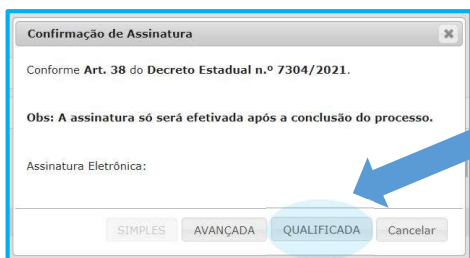 Confirmação de Assinatura
Conforme Art. 38 do Decreto Estadual n.º 7304/2021.
Obs: A assinatura só será efetivada após a conclusão do processo.
Assinatura Eletrônica:
SIMPLES AVANÇADA QUALIFICADA Cancelar